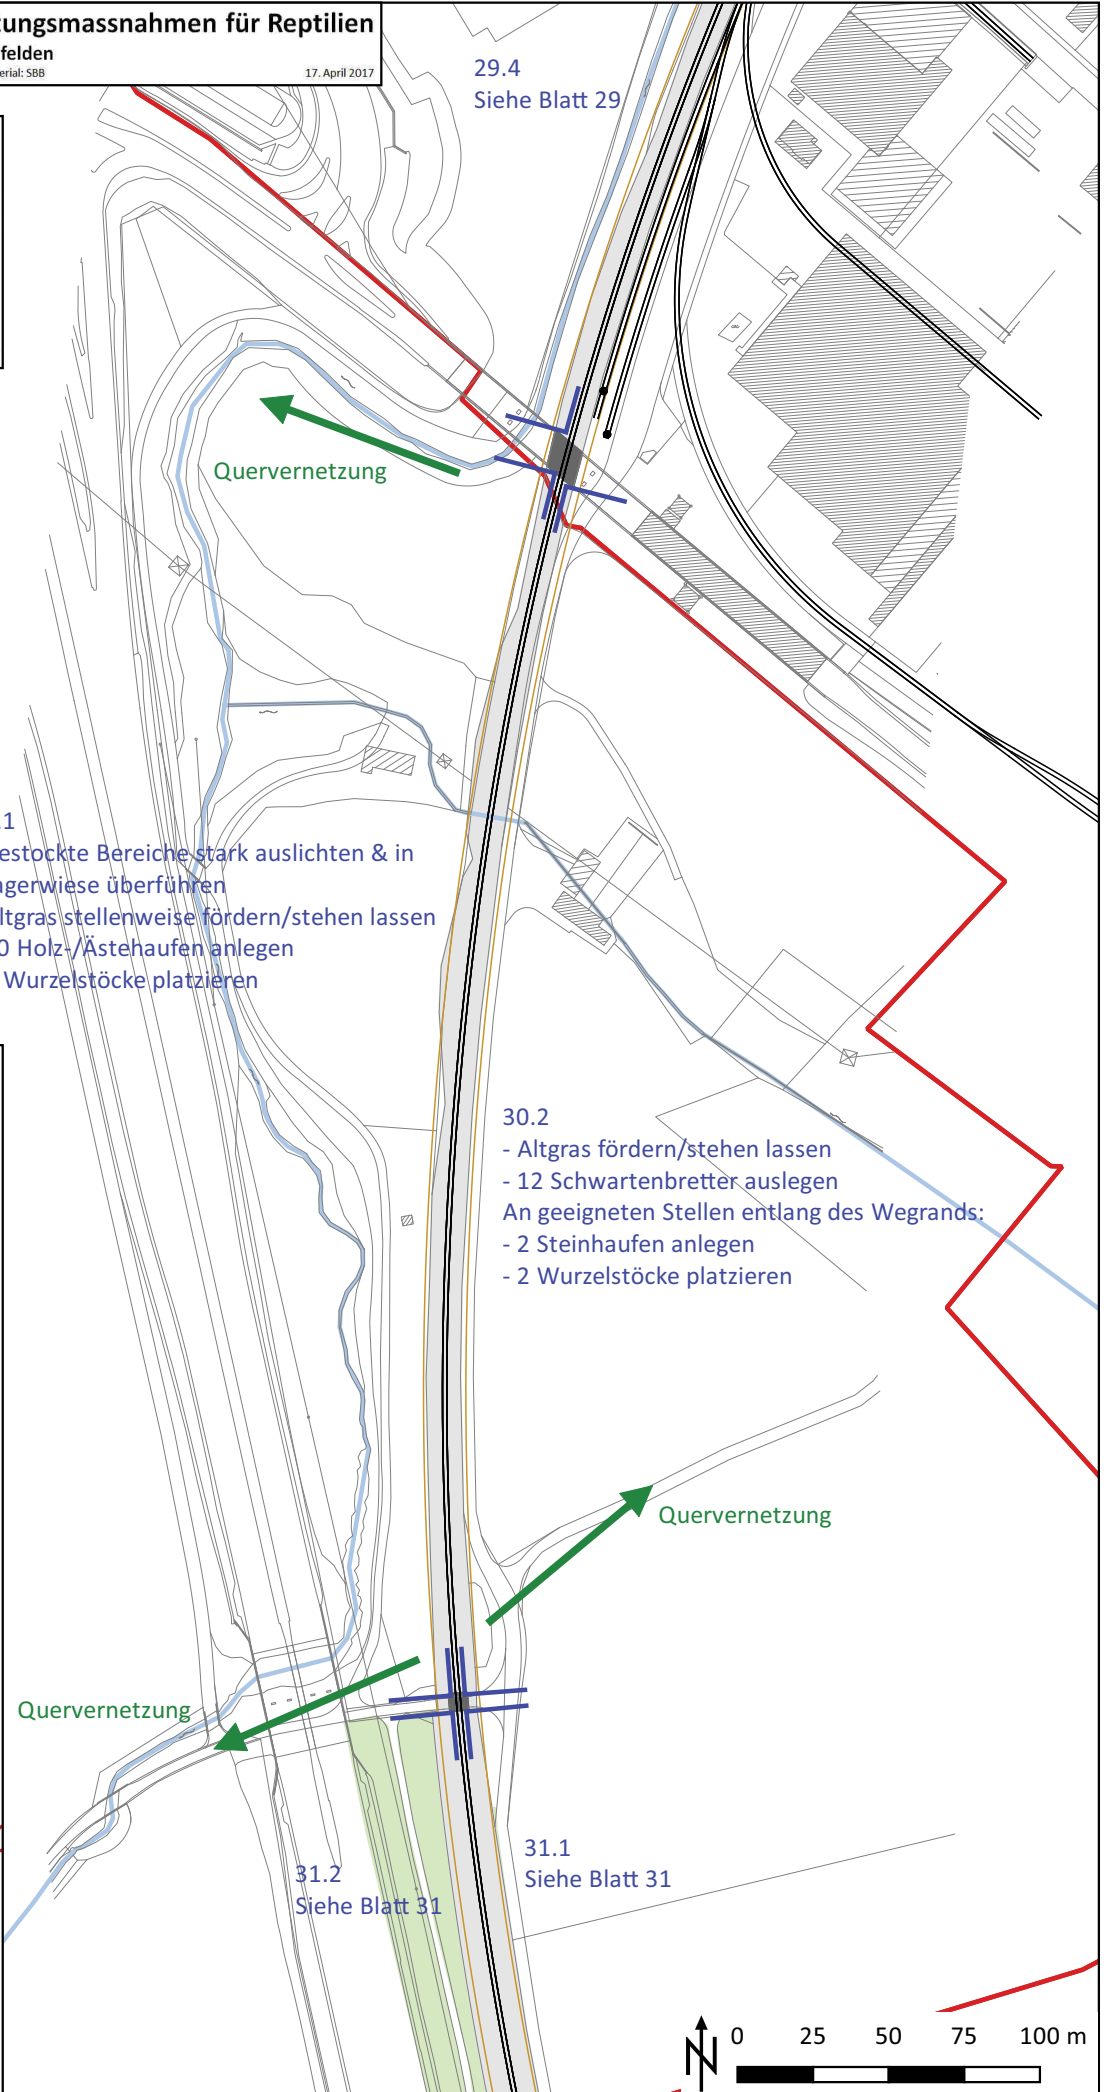 tungsmassnahmen für Reptilien
felden
erial: SBB
17. April 2017
29.4
Siehe Blatt 29
Quervernetzung
.1
estockte Bereiche stark auslichten & in
agerwiese überführen
ltgras stellenweise fördern/stehen lassen
0 Holz-/Ästehaufen anlegen
Wurzelstöcke platzieren
30.2
- Altgras fördern/stehen lassen
- 12 Schwartenbretter auslegen
An geeigneten Stellen entlang des Wegrands:
- 2 Steinhaufen anlegen
- 2 Wurzelstöcke platzieren
Quervernetzung
Quervernetzung
31.1
Siehe Blatt 31
31.2
Siehe Blatt 31
N
0 25 50 75 100 m